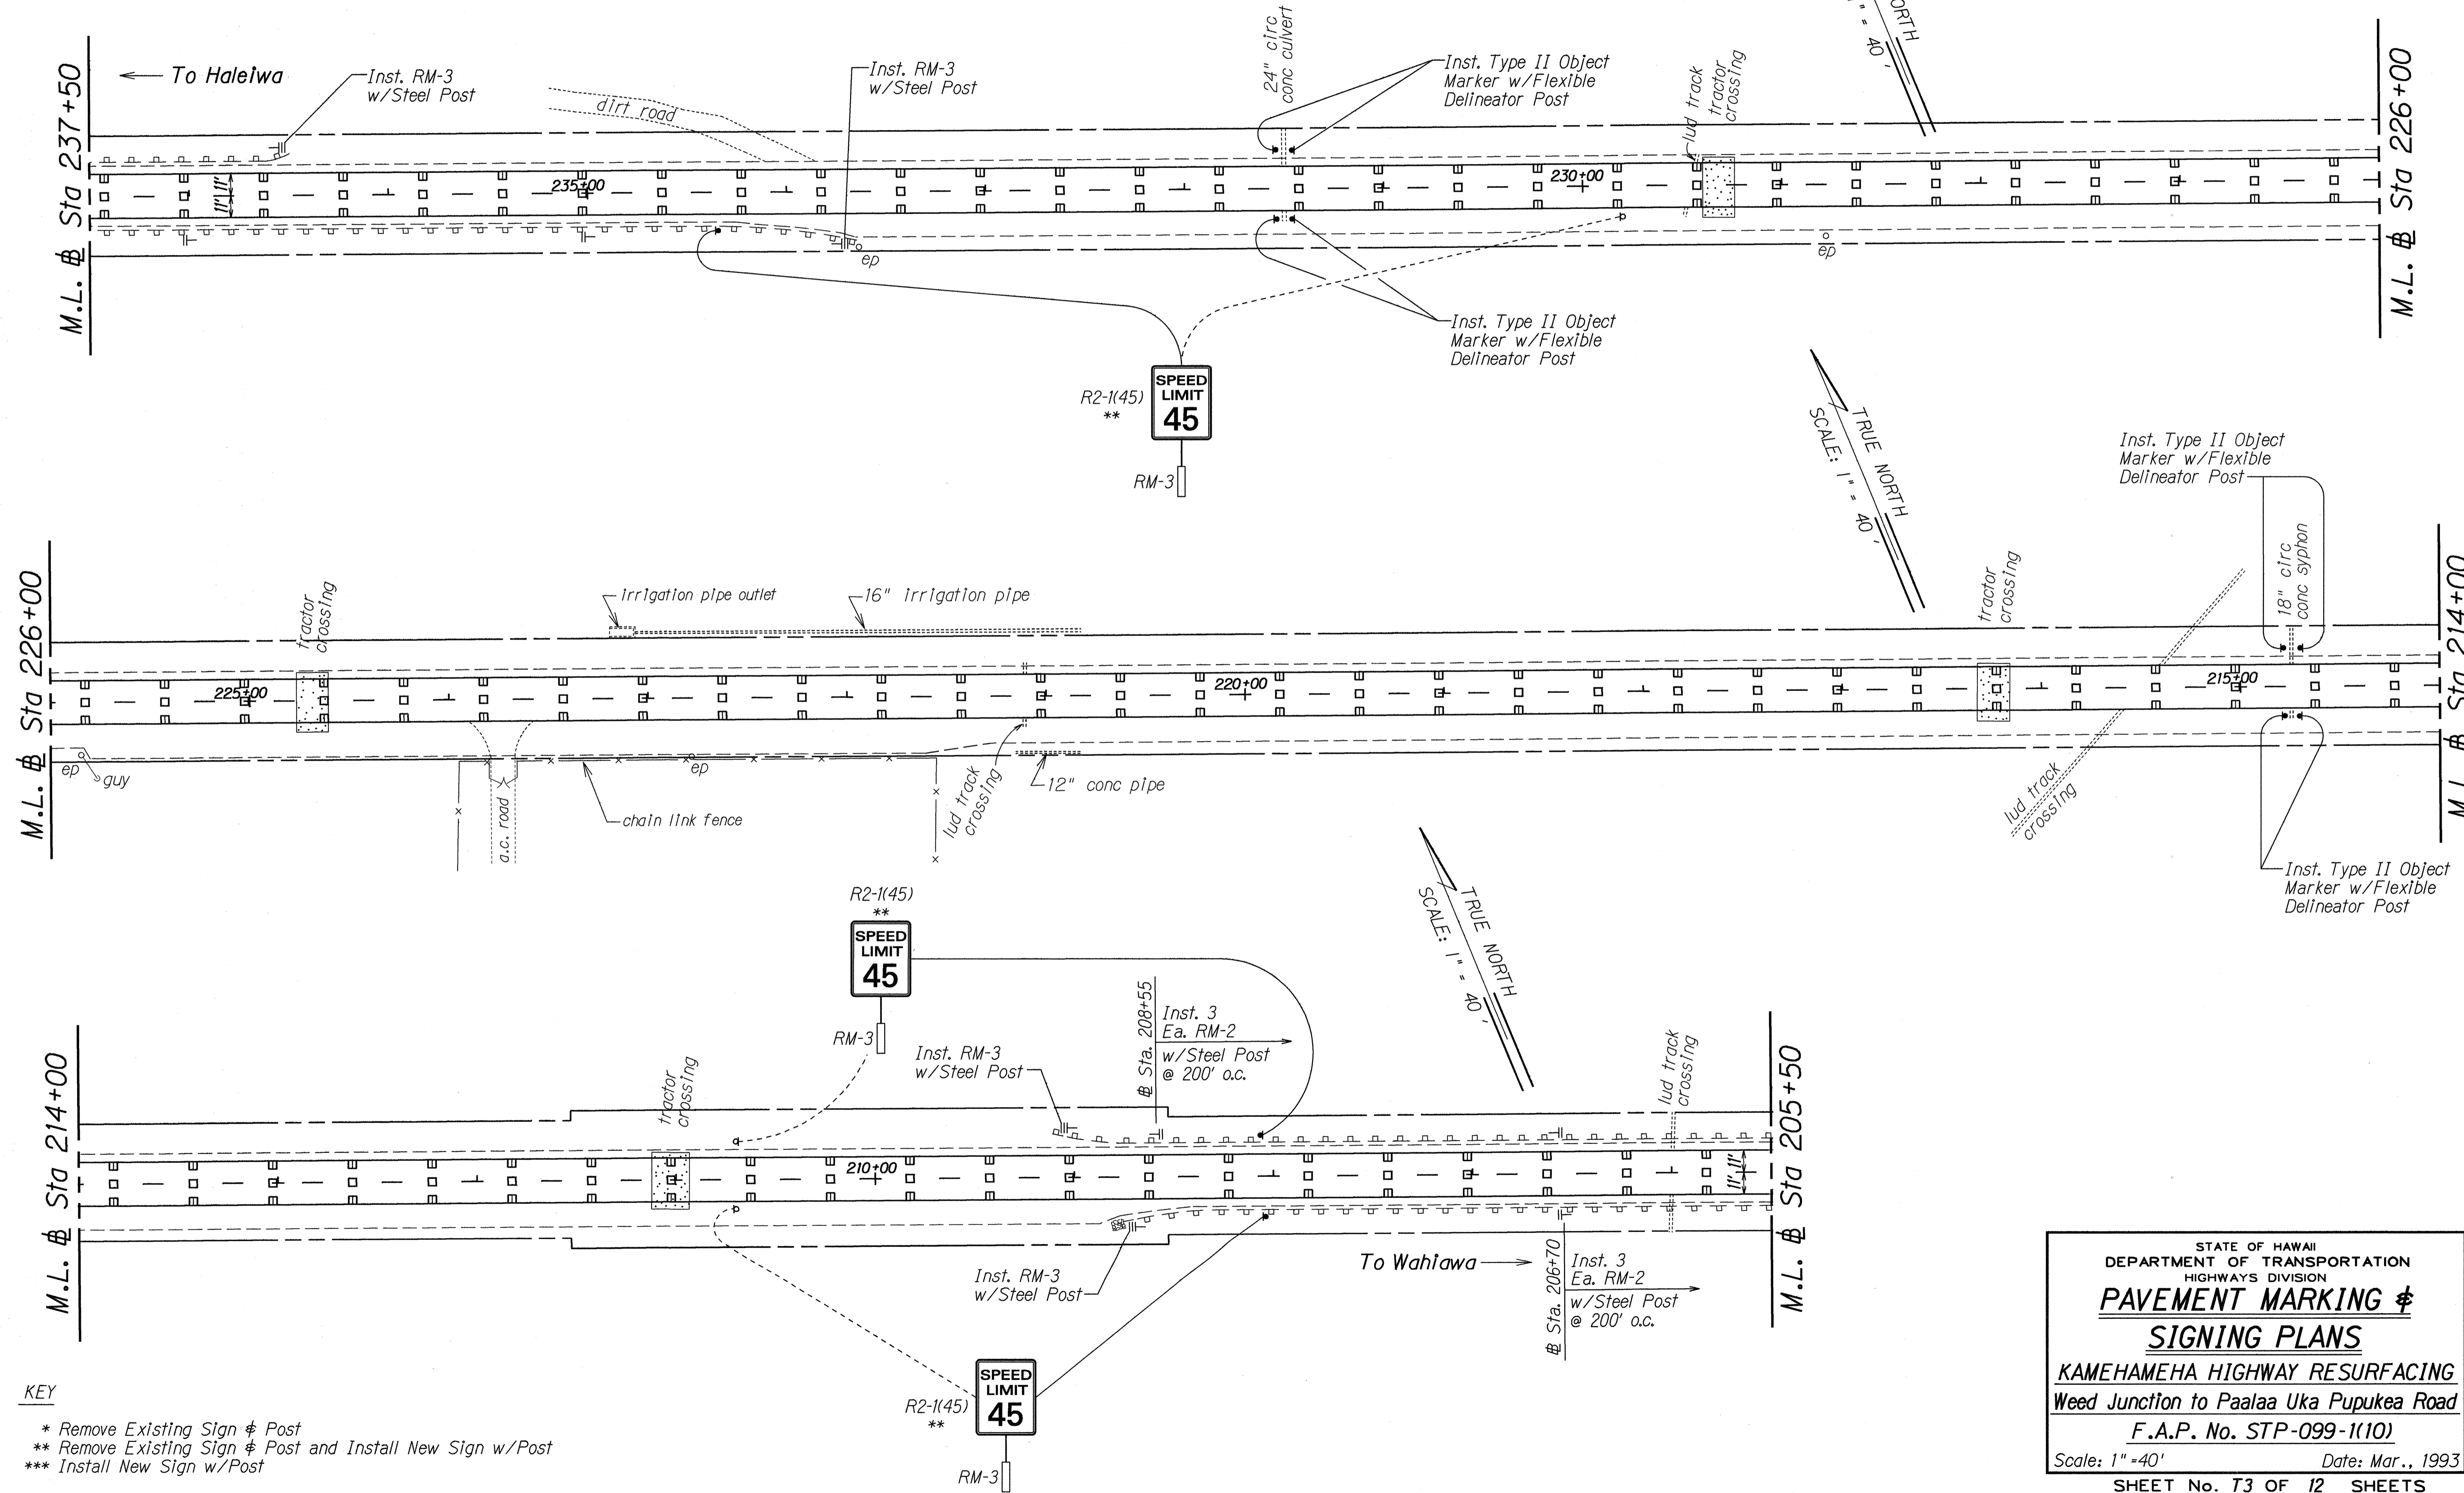 ORTH
" = 40 '
M.L. B Sta 237+50
To Haleiwa
Inst. RM-3
w/Steel Post
dirt road
Inst. RM-3
w/Steel Post
24" circ
conc culvert
Inst. Type II Object
Marker w/Flexible
Delineator Post
lud track
tractor
crossing
M.L. B Sta 226+00
11' 11'
235+00
230+00
ep
ep
Inst. Type II Object
Marker w/Flexible
Delineator Post
R2-1(45)
**
SPEED
LIMIT
45
RM-3
TRUE NORTH
SCALE: 1" = 40 '
Inst. Type II Object
Marker w/Flexible
Delineator Post
M.L. B Sta 226+00
tractor
crossing
irrigation pipe outlet
16" irrigation pipe
tractor
crossing
18" circ
conc syphon
M.L. B Sta 214+00
225+00
220+00
215+00
ep
guy
a.c. road
ep
chain link fence
lud track
crossing
12" conc pipe
lud track
crossing
Inst. Type II Object
Marker w/Flexible
Delineator Post
R2-1(45)
**
SPEED
LIMIT
45
RM-3
TRUE NORTH
SCALE: 1" = 40 '
M.L. B Sta 214+00
tractor
crossing
Inst. RM-3
w/Steel Post
B Sta. 208+55
Inst. 3
Ea. RM-2
w/Steel Post
@ 200' o.c.
lud track
crossing
M.L. B Sta 205+50
210+00
11' 11'
Inst. RM-3
w/Steel Post
To Wahiawa
B Sta. 206+70
Inst. 3
Ea. RM-2
w/Steel Post
@ 200' o.c.
R2-1(45)
**
SPEED
LIMIT
45
RM-3
KEY
* Remove Existing Sign & Post
** Remove Existing Sign & Post and Install New Sign w/Post
*** Install New Sign w/Post
STATE OF HAWAII
DEPARTMENT OF TRANSPORTATION
HIGHWAYS DIVISION
PAVEMENT MARKING &
SIGNING PLANS
KAMEHAMEHA HIGHWAY RESURFACING
Weed Junction to Paalaa Uka Pupukea Road
F.A.P. No. STP-099-1(10)
Scale: 1"=40' Date: Mar., 1993
SHEET No. T3 OF 12 SHEETS